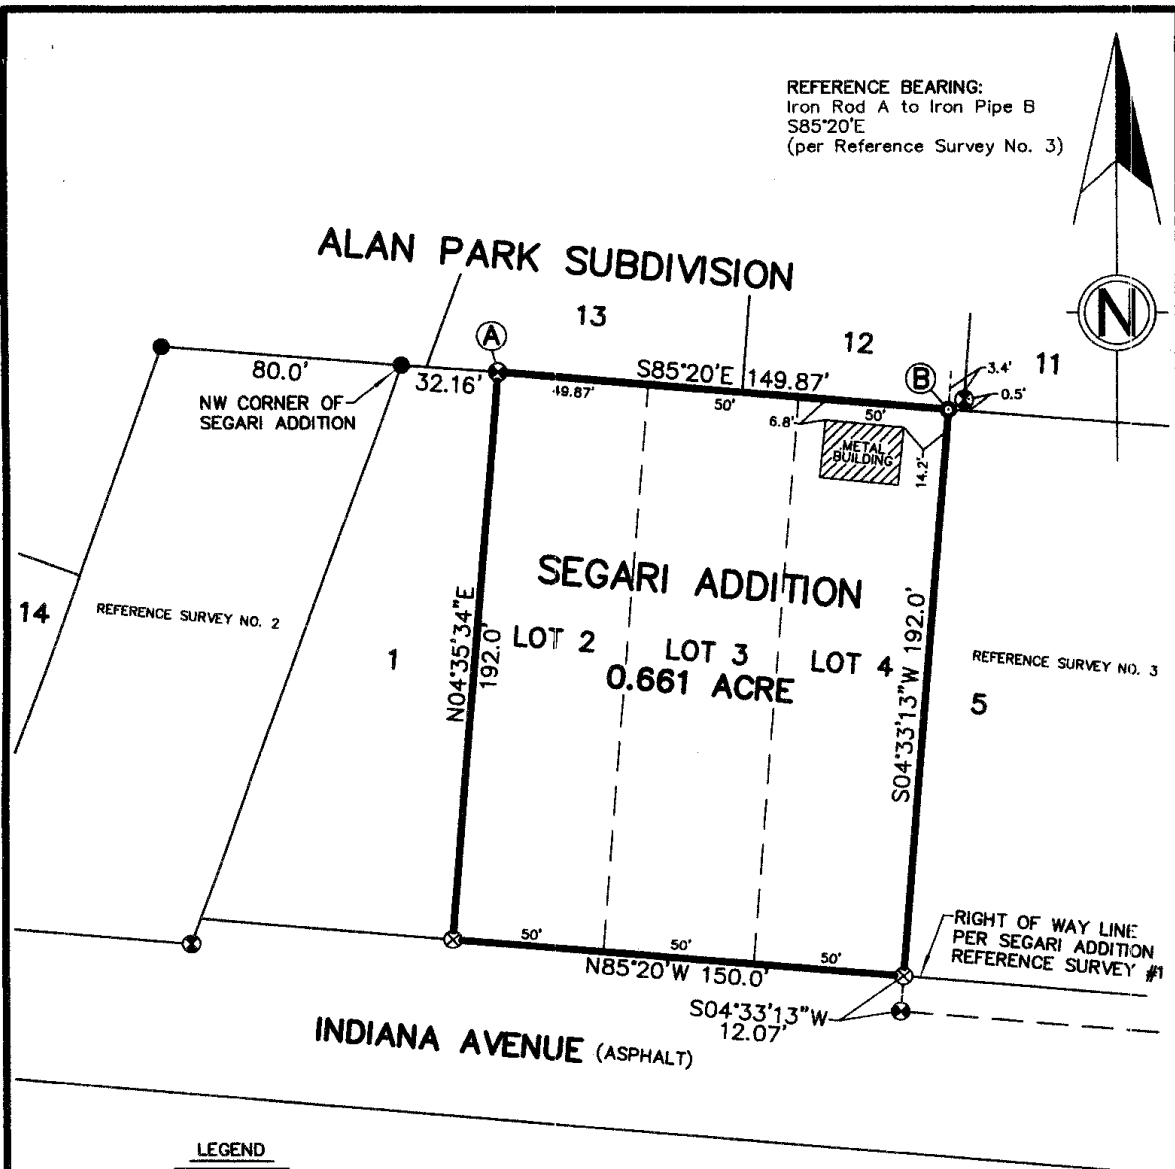 REFERENCE BEARING:
Iron Rod A to Iron Pipe B
S85°20'E
(per Reference Survey No. 3)
N
ALAN PARK SUBDIVISION
13
12
11
A
B
80.0'
32.16'
S85°20'E 149.87'
3.4'
0.5'
NW CORNER OF
SEGARI ADDITION
49.87'
50'
50'
6.8'
METAL
BUILDING
14.2'
SEGARI ADDITION
14
REFERENCE SURVEY NO. 2
1
N04°35'34"E
192.0'
LOT 2
LOT 3
LOT 4
0.661 ACRE
S04°33'13"W 192.0'
REFERENCE SURVEY NO. 3
5
50'
50'
50'
N85°20'W 150.0'
RIGHT OF WAY LINE
PER SEGARI ADDITION
REFERENCE SURVEY #1
S04°33'13"W
12.07'
INDIANA AVENUE (ASPHALT)
LEGEND